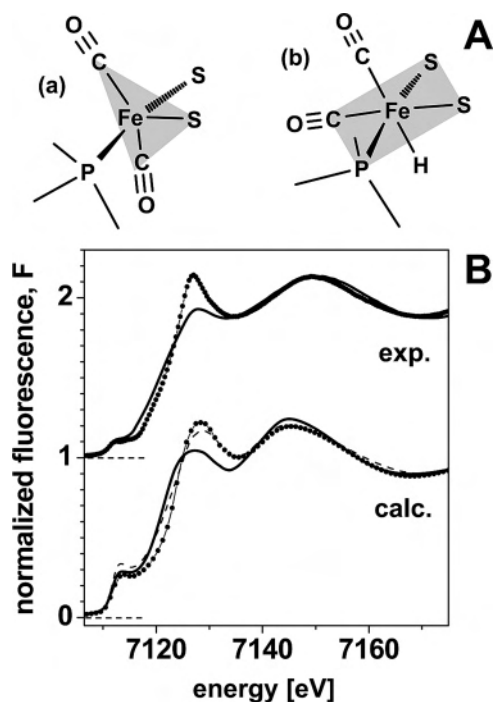 A
(a)
O
C
S
Fe
S
P
C
O
(b)
O
C
S
Fe
S
O
C
P
H
B
normalized fluorescence, F
2
1
0
exp.
calc.
7120 7140 7160
energy [eV]